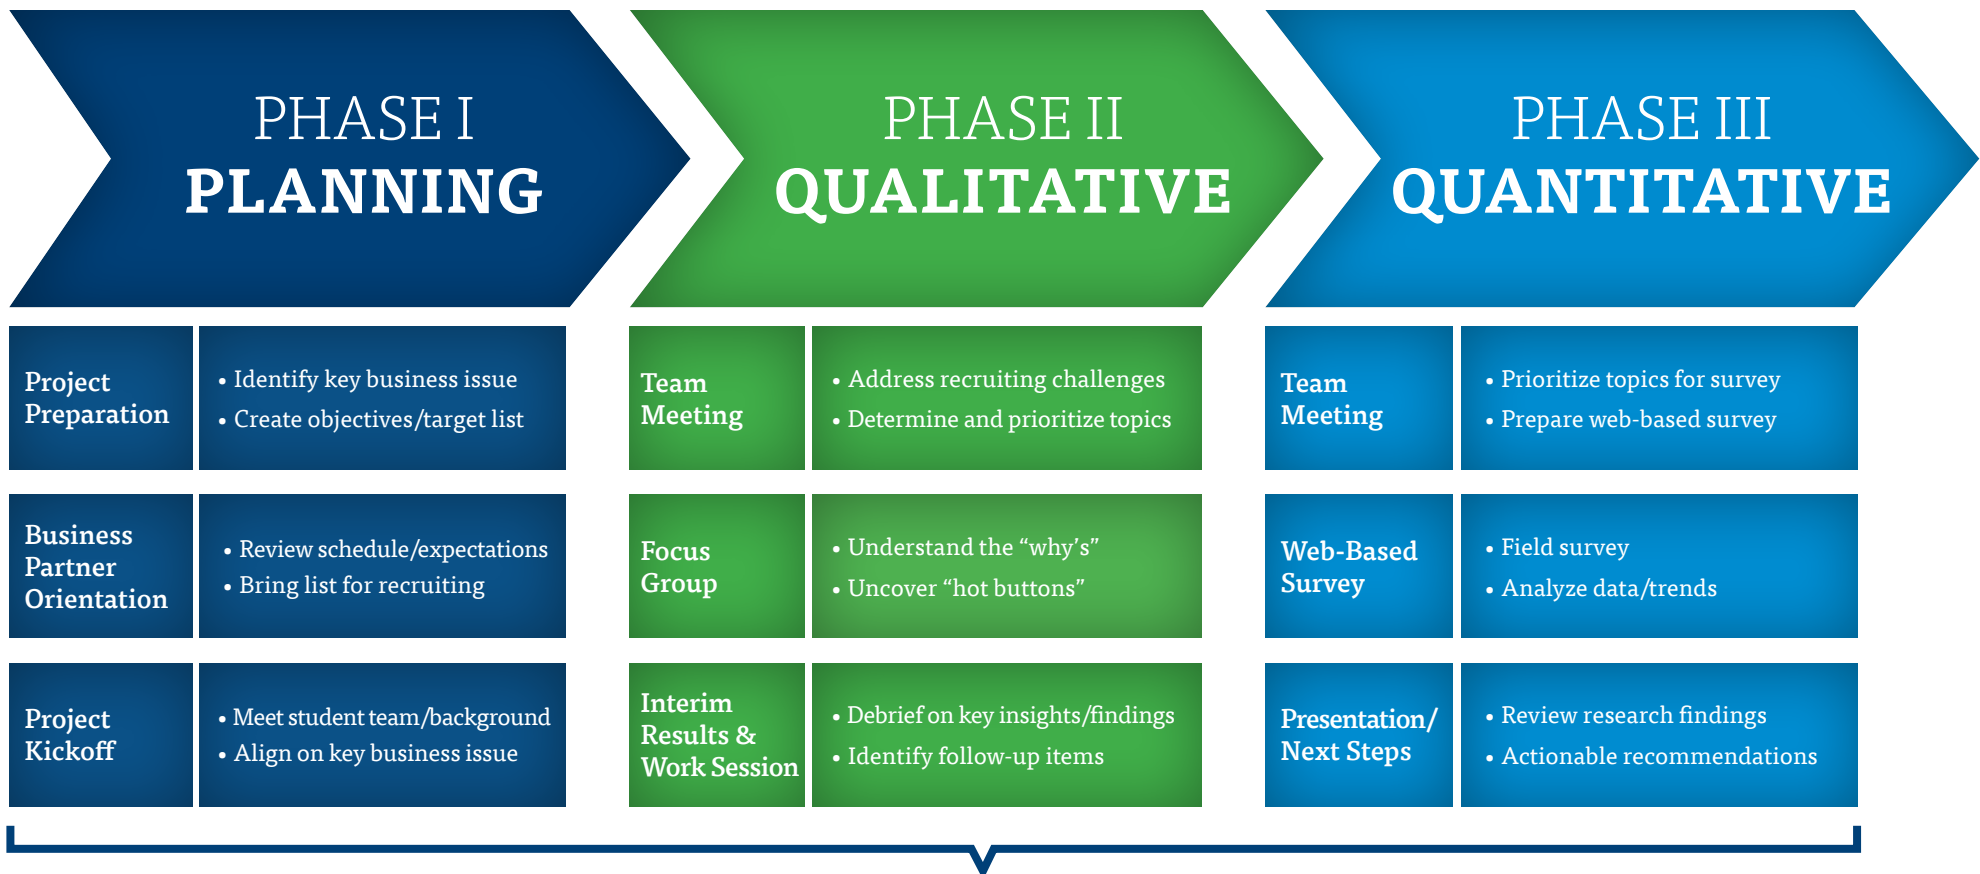 PHASE I
PLANNING
Project
Preparation
• Identify key business issue
• Create objectives/target list
Business
Partner
Orientation
• Review schedule/expectations
• Bring list for recruiting
Project
Kickoff
• Meet student team/background
• Align on key business issue
PHASE II
QUALITATIVE
Team
Meeting
• Address recruiting challenges
• Determine and prioritize topics
Focus
Group
• Understand the “why’s”
• Uncover “hot buttons”
Interim
Results &
Work Session
• Debrief on key insights/findings
• Identify follow-up items
PHASE III
QUANTITATIVE
Team
Meeting
• Prioritize topics for survey
• Prepare web-based survey
Web-Based
Survey
• Field survey
• Analyze data/trends
Presentation/
Next Steps
• Review research findings
• Actionable recommendations